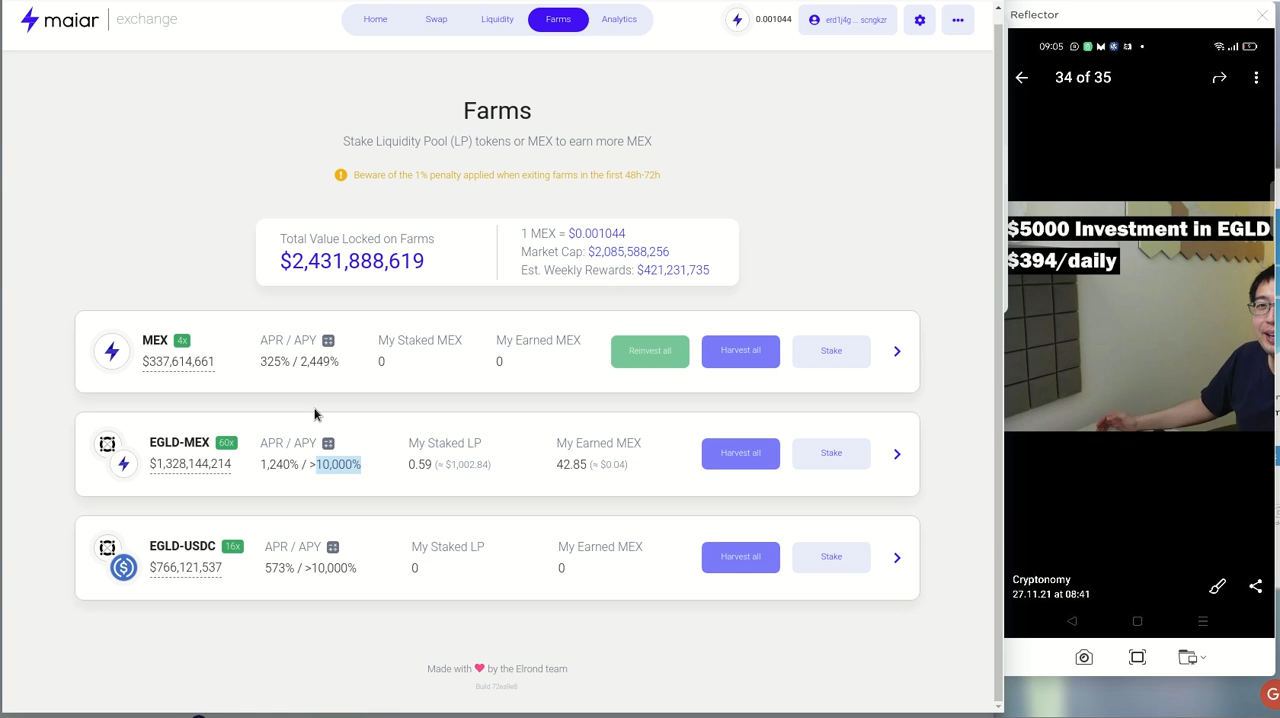 maiar | exchange
Home
Swap
Liquidity
Farms
Analytics
0.001044
erd1j4g ... scngkzr
Farms
Stake Liquidity Pool (LP) tokens or MEX to earn more MEX
Beware of the 1% penalty applied when exiting farms in the first 48h-72h
Total Value Locked on Farms
$2,431,888,619
1 MEX = $0.001044
Market Cap: $2,085,588,256
Est. Weekly Rewards: $421,231,735
MEX 4x
$337,614,661
APR / APY
325% / 2,449%
My Staked MEX
0
My Earned MEX
0
Reinvest all
Harvest all
Stake
EGLD-MEX 60x
$1,328,144,214
APR / APY
1,240% / >10,000%
My Staked LP
0.59 (≈ $1,002.84)
My Earned MEX
42.85 (≈ $0.04)
Harvest all
Stake
EGLD-USDC 16x
$766,121,537
APR / APY
573% / >10,000%
My Staked LP
0
My Earned MEX
0
Harvest all
Stake
Made with ❤ by the Elrond team
Reflector
09:05
34 of 35
$5000 Investment in EGLD
$394/daily
Cryptonomy
27.11.21 at 08:41